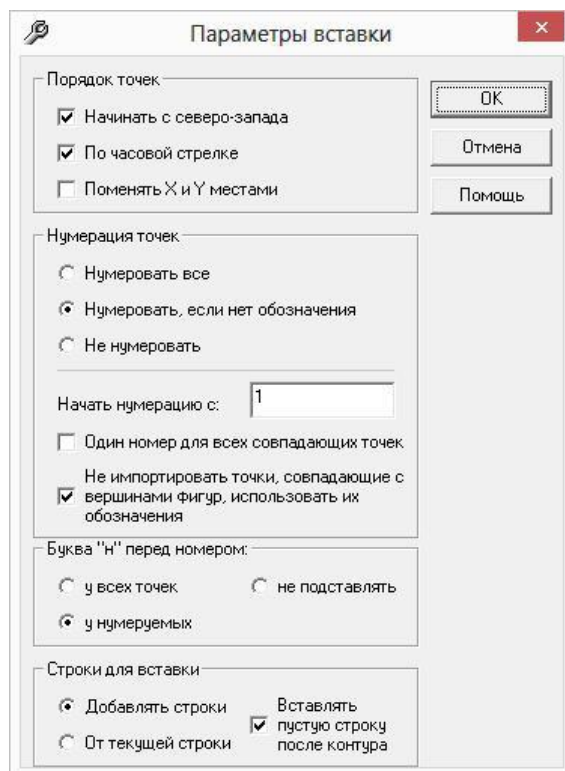 Параметры вставки
Порядок точек
Начинать с северо-запада
По часовой стрелке
Поменять X и Y местами
OK
Отмена
Помощь
Нумерация точек
Нумеровать все
Нумеровать, если нет обозначения
Не нумеровать
Начать нумерацию с: 1
Один номер для всех совпадающих точек
Не импортировать точки, совпадающие с
вершинами фигур, использовать их
обозначения
Буква "н" перед номером:
у всех точек
не подставлять
у нумеруемых
Строки для вставки
Добавлять строки
От текущей строки
Вставлять
пустую строку
после контура